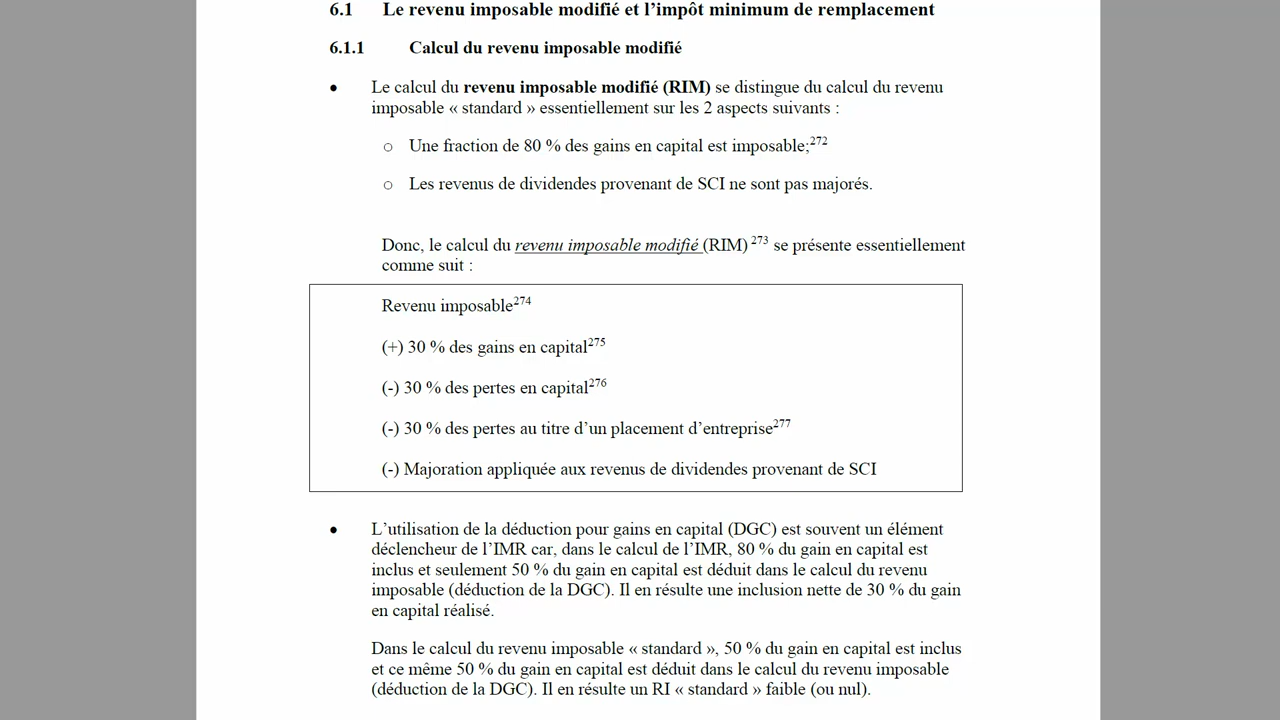 6.1 Le revenu imposable modifié et l’impôt minimum de remplacement
6.1.1 Calcul du revenu imposable modifié
• Le calcul du revenu imposable modifié (RIM) se distingue du calcul du revenu
imposable « standard » essentiellement sur les 2 aspects suivants :
○ Une fraction de 80 % des gains en capital est imposable;272
○ Les revenus de dividendes provenant de SCI ne sont pas majorés.
Donc, le calcul du revenu imposable modifié (RIM) 273 se présente essentiellement
comme suit :
Revenu imposable274
(+) 30 % des gains en capital275
(-) 30 % des pertes en capital276
(-) 30 % des pertes au titre d’un placement d’entreprise277
(-) Majoration appliquée aux revenus de dividendes provenant de SCI
• L’utilisation de la déduction pour gains en capital (DGC) est souvent un élément
déclencheur de l’IMR car, dans le calcul de l’IMR, 80 % du gain en capital est
inclus et seulement 50 % du gain en capital est déduit dans le calcul du revenu
imposable (déduction de la DGC). Il en résulte une inclusion nette de 30 % du gain
en capital réalisé.
Dans le calcul du revenu imposable « standard », 50 % du gain en capital est inclus
et ce même 50 % du gain en capital est déduit dans le calcul du revenu imposable
(déduction de la DGC). Il en résulte un RI « standard » faible (ou nul).